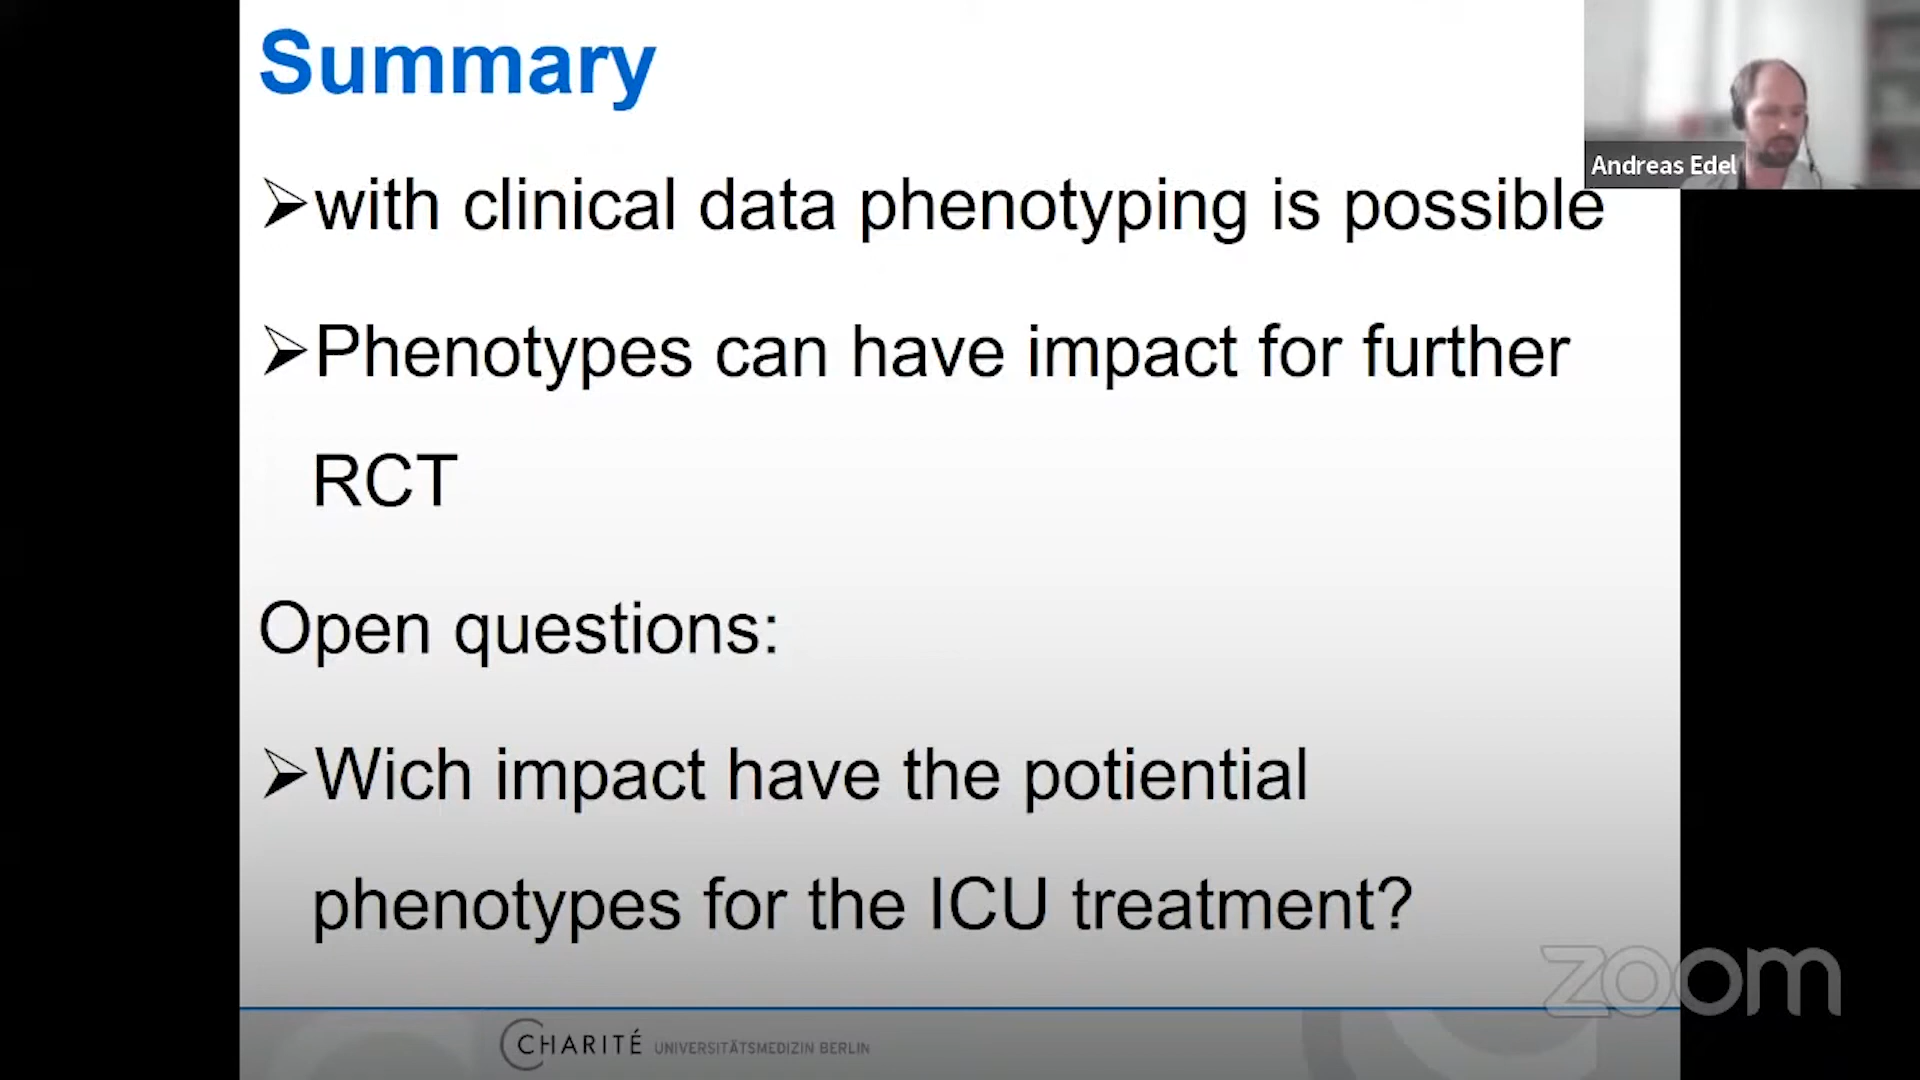 Summary
Andreas Edel
➢with clinical data phenotyping is possible
➢Phenotypes can have impact for further
RCT
Open questions:
➢Wich impact have the potiential
phenotypes for the ICU treatment?
zoom
CHARITÉ UNIVERSITÄTSMEDIZIN BERLIN